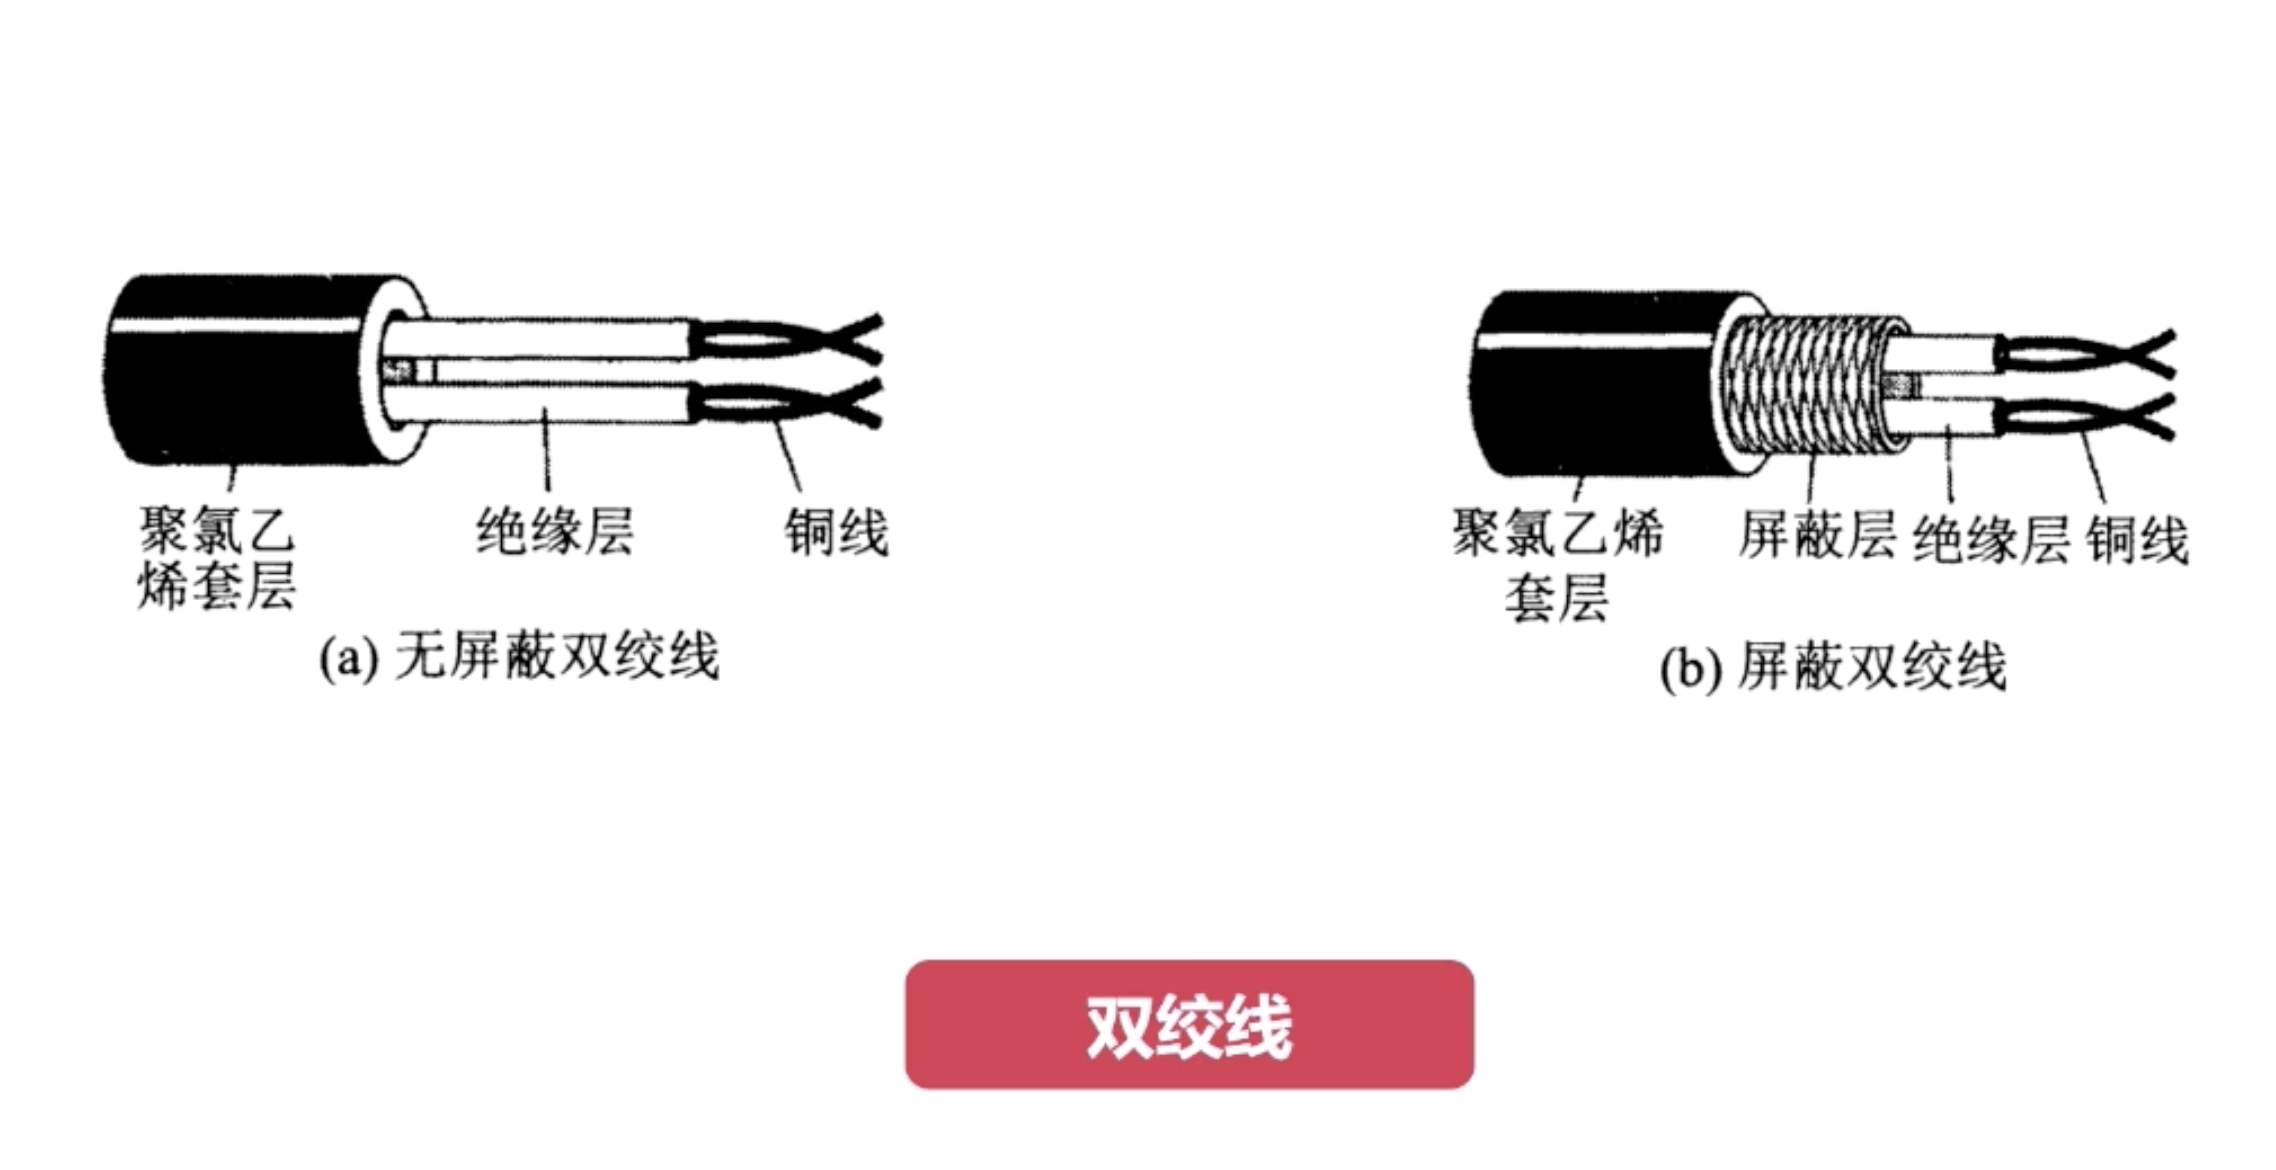 聚氯乙
烯套层
绝缘层
铜线
(a) 无屏蔽双绞线
聚氯乙烯
套层
屏蔽层
绝缘层
铜线
(b) 屏蔽双绞线
双绞线